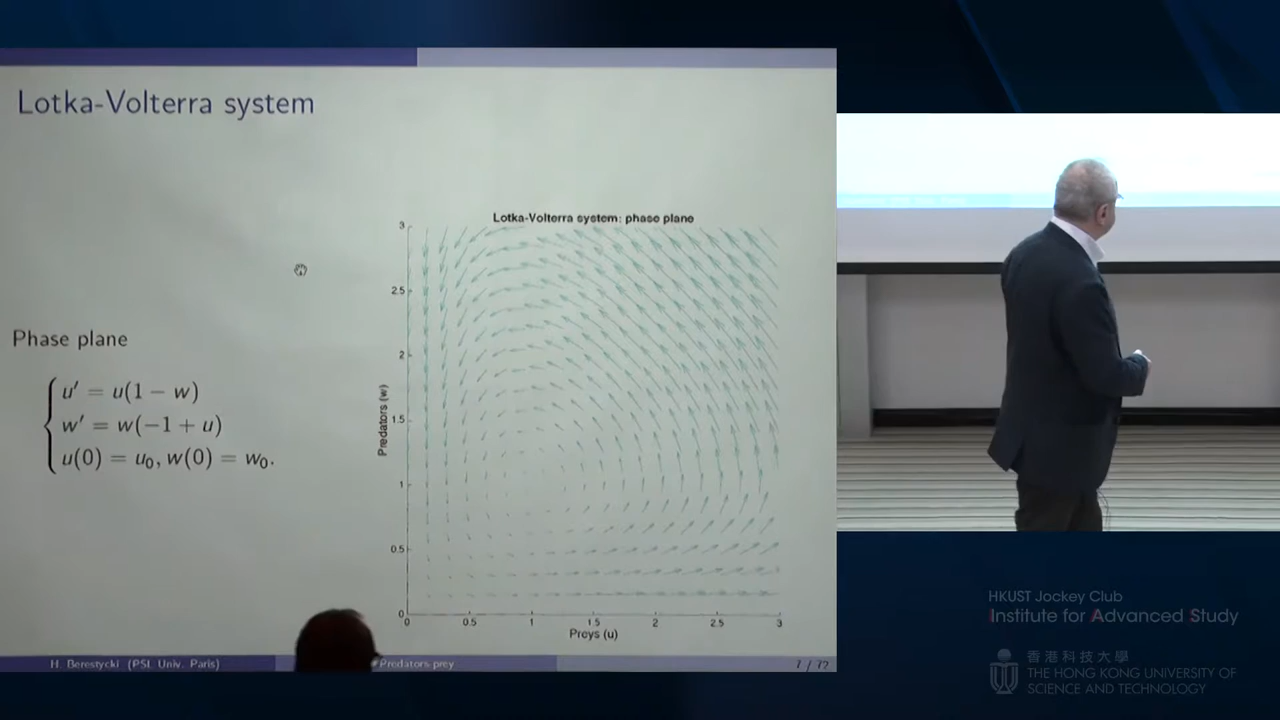 Lotka-Volterra system
Phase plane
u′ = u(1 − w)
w′ = w(−1 + u)
u(0) = u₀, w(0) = w₀.
Lotka-Volterra system: phase plane
3
2.5
2
1.5
1
0.5
0
Predators (w)
0 0.5 1 1.5 2 2.5 3
Preys (u)
H. Berestycki (PSL Univ. Paris)
Predators-prey
7 / 72
HKUST Jockey Club
Institute for Advanced Study
香港科技大學
THE HONG KONG UNIVERSITY OF
SCIENCE AND TECHNOLOGY